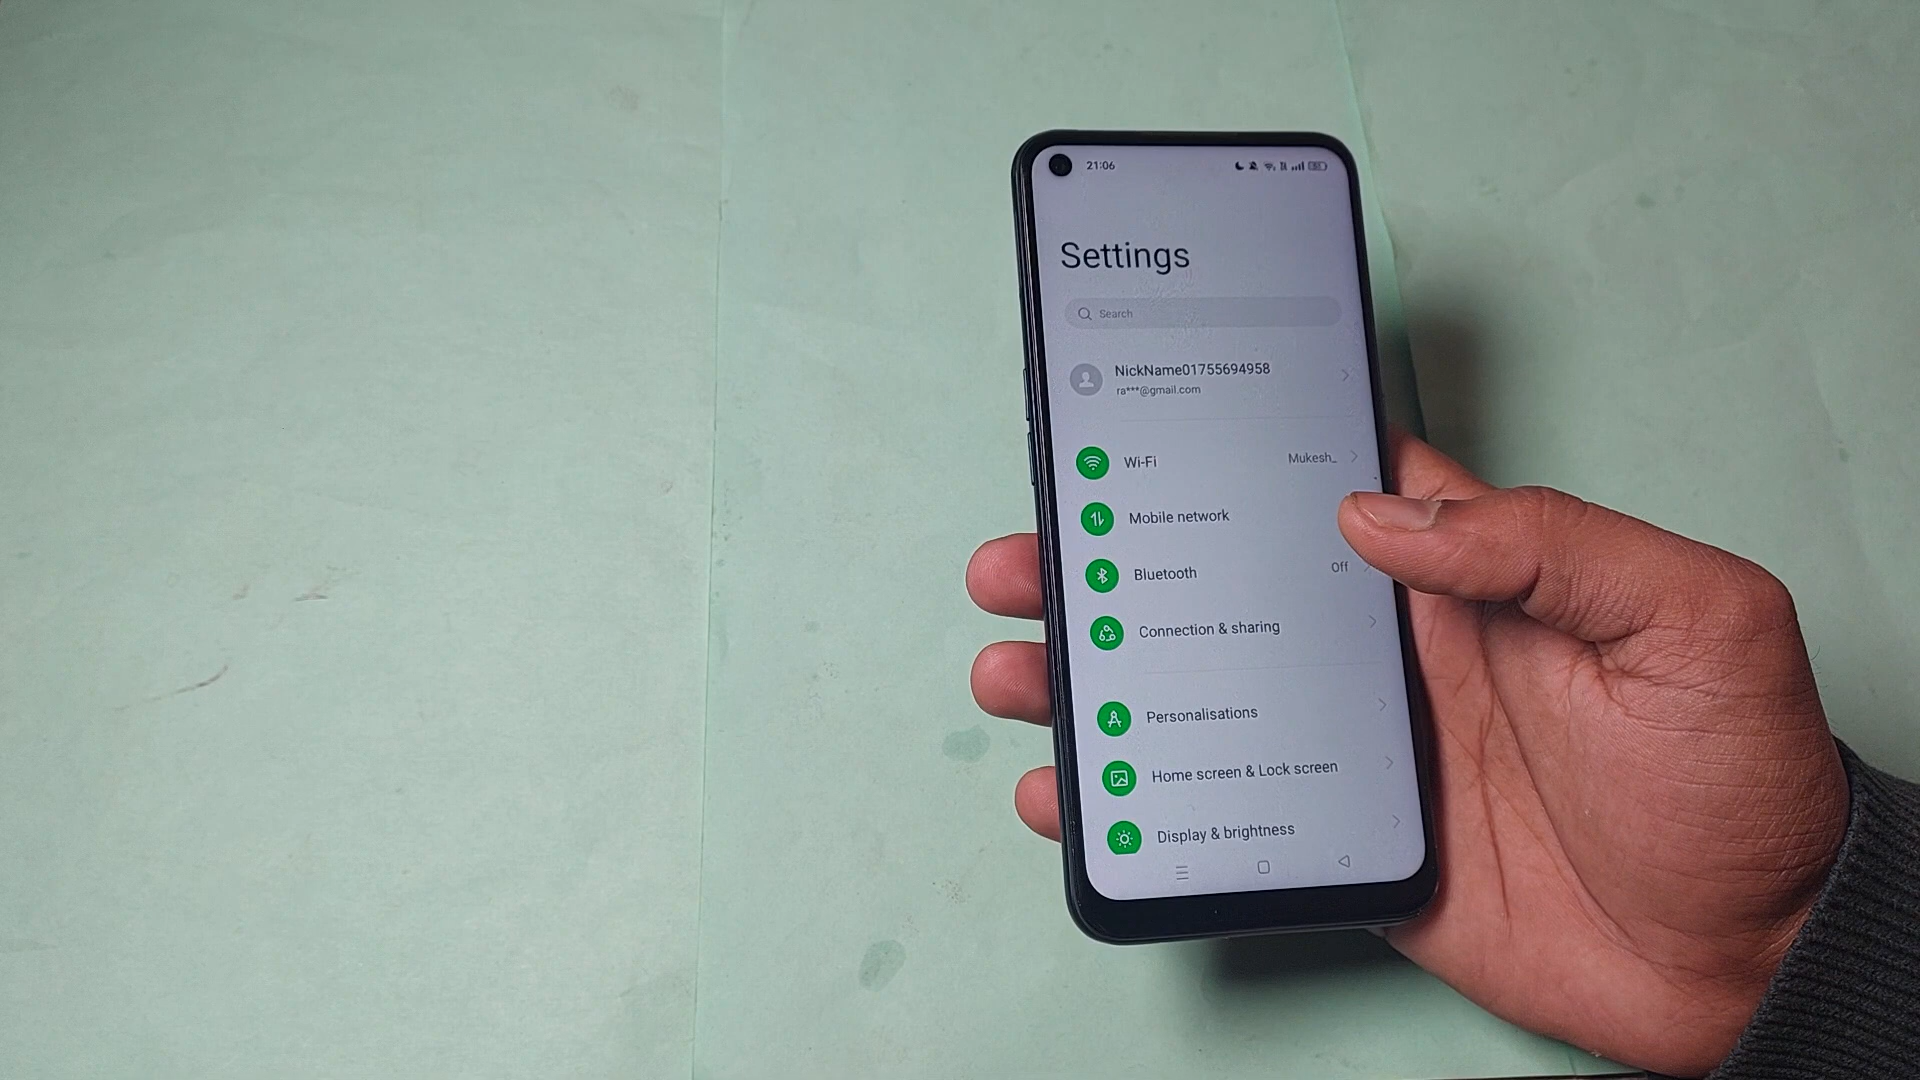 21:06
Settings
Search
NickName01755694958
ra***@gmail.com
Wi-Fi Mukesh_
Mobile network
Bluetooth Off
Connection & sharing
Personalisations
Home screen & Lock screen
Display & brightness